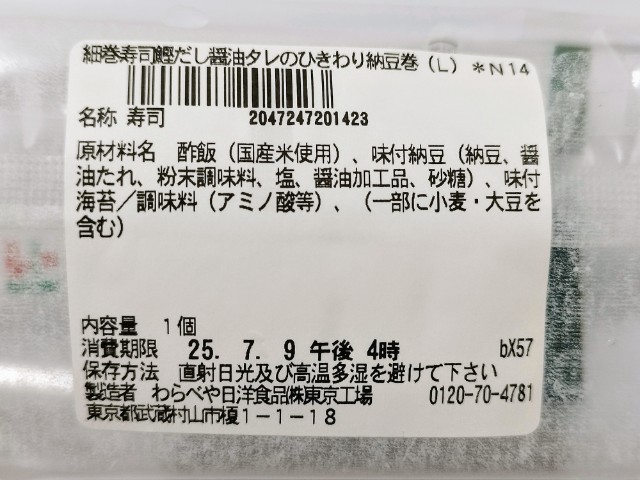 細巻寿司鰹だし醤油タレのひきわり納豆巻（L）＊N14
名称 寿司 2047247201423
原材料名 酢飯（国産米使用）、味付納豆（納豆、醤
油たれ、粉末調味料、塩、醤油加工品、砂糖）、味付
海苔／調味料（アミノ酸等）、（一部に小麦・大豆を
含む）
内容量 1個
消費期限 25. 7. 9 午後 4時 bX57
保存方法 直射日光及び高温多湿を避けて下さい
製造者 わらべや日洋食品㈱東京工場 0120-70-4781
東京都武蔵村山市榎1-1-18